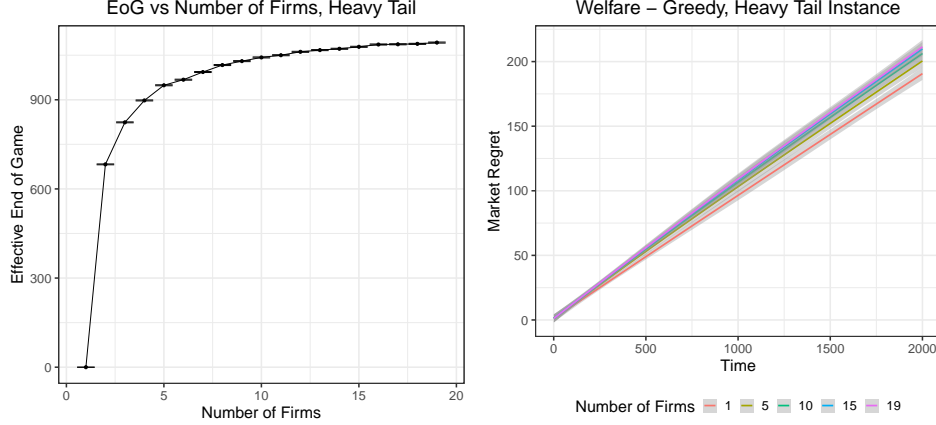 EoG vs Number of Firms, Heavy Tail
Effective End of Game
900
600
300
0
0 5 10 15 20
Number of Firms
Welfare – Greedy, Heavy Tail Instance
Market Regret
200
150
100
50
0
0 500 1000 1500 2000
Time
Number of Firms 1 5 10 15 19